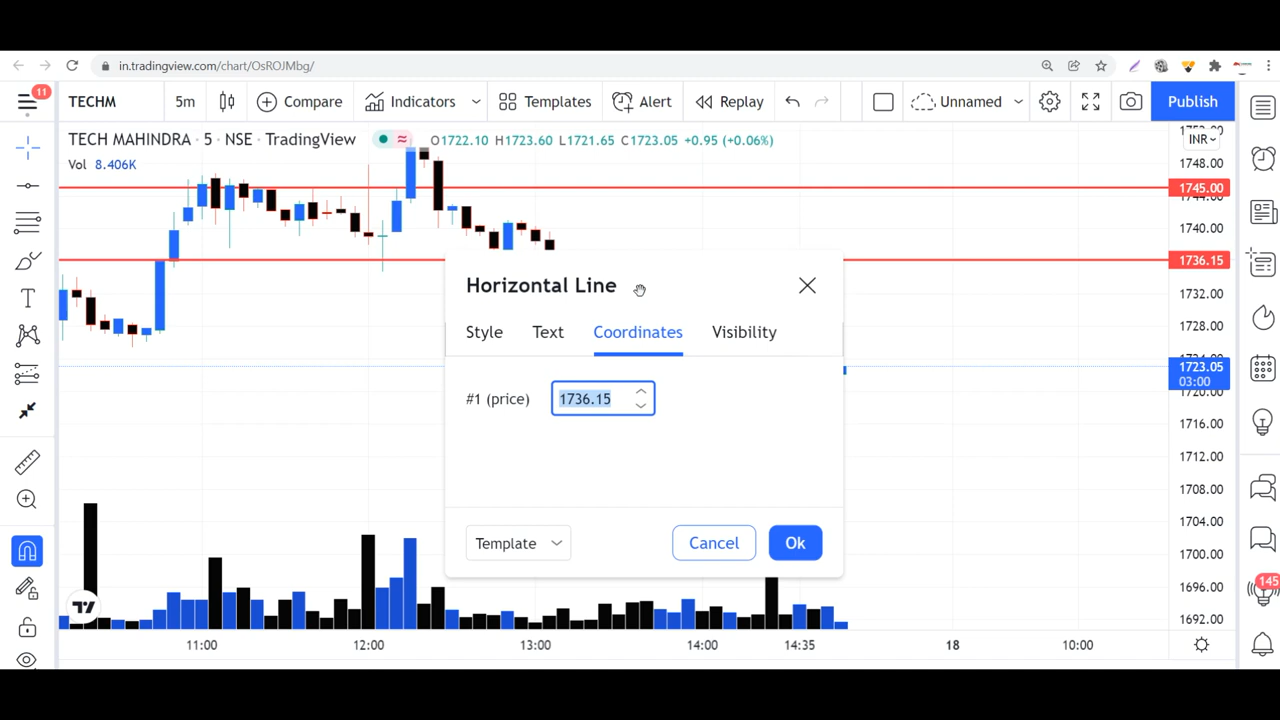 in.tradingview.com/chart/OsROJMbg/
11
TECHM
5m
Compare
Indicators
Templates
Alert
Replay
Unnamed
Publish
TECH MAHINDRA · 5 · NSE · TradingView
O1722.10 H1723.60 L1721.65 C1723.05 +0.95 (+0.06%)
INR
Vol 8.406K
1748.00
1745.00
1740.00
1736.15
1732.00
1728.00
1723.05
03:00
1720.00
1716.00
1712.00
1708.00
1704.00
1700.00
1696.00
1692.00
Horizontal Line
Style
Text
Coordinates
Visibility
#1 (price)
1736.15
Template
Cancel
Ok
145
11:00
12:00
13:00
14:00
14:35
18
10:00